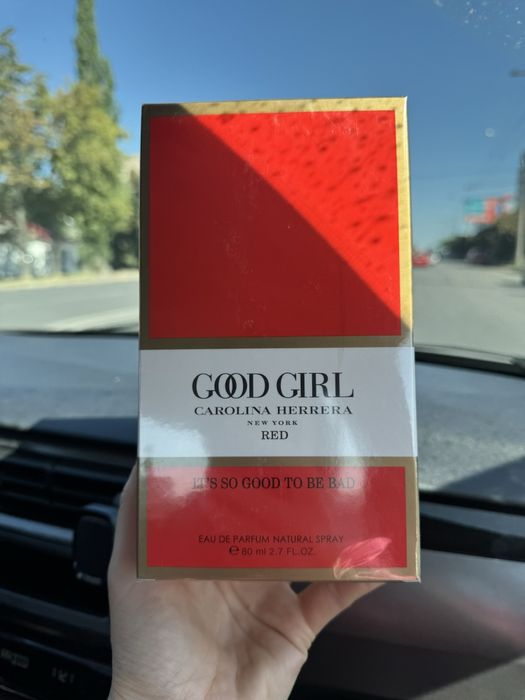 GOOD GIRL
CAROLINA HERRERA
NEW YORK
RED
IT'S SO GOOD TO BE BAD
EAU DE PARFUM NATURAL SPRAY
℮ 80 ml 2.7 FL.OZ.